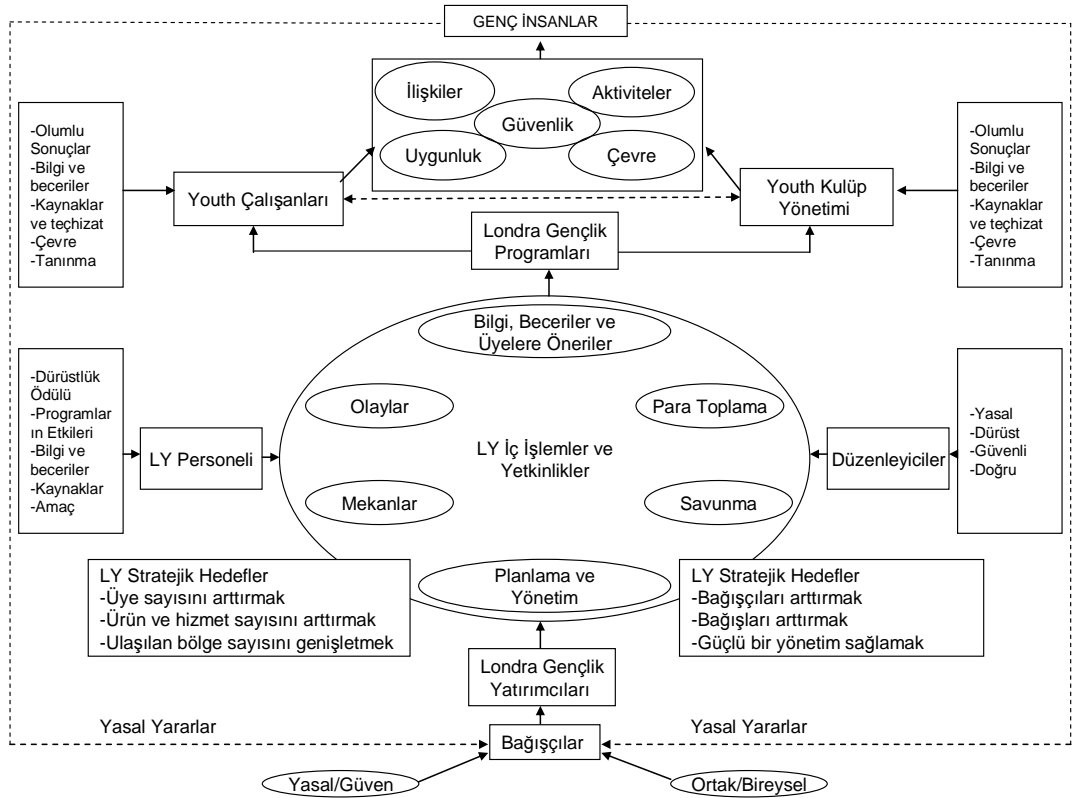 GENÇ İNSANLAR
İlişkiler
Aktiviteler
Güvenlik
Uygunluk
Çevre
-Olumlu
Sonuçlar
-Bilgi ve
beceriler
-Kaynaklar
ve teçhizat
-Çevre
-Tanınma
Youth Çalışanları
Youth Kulüp
Yönetimi
-Olumlu
Sonuçlar
-Bilgi ve
beceriler
-Kaynaklar
ve teçhizat
-Çevre
-Tanınma
Londra Gençlik
Programları
Bilgi, Beceriler ve
Üyelere Öneriler
Olaylar
Para Toplama
LY İç İşlemler ve
Yetkinlikler
Mekanlar
Savunma
Planlama ve
Yönetim
-Dürüstlük
Ödülü
-Programlar
ın Etkileri
-Bilgi ve
beceriler
-Kaynaklar
-Amaç
LY Personeli
Düzenleyiciler
-Yasal
-Dürüst
-Güvenli
-Doğru
LY Stratejik Hedefler
-Üye sayısını arttırmak
-Ürün ve hizmet sayısını arttırmak
-Ulaşılan bölge sayısını genişletmek
LY Stratejik Hedefler
-Bağışçıları arttırmak
-Bağışları arttırmak
-Güçlü bir yönetim sağlamak
Londra Gençlik
Yatırımcıları
Yasal Yararlar
Yasal Yararlar
Bağışçılar
Yasal/Güven
Ortak/Bireysel